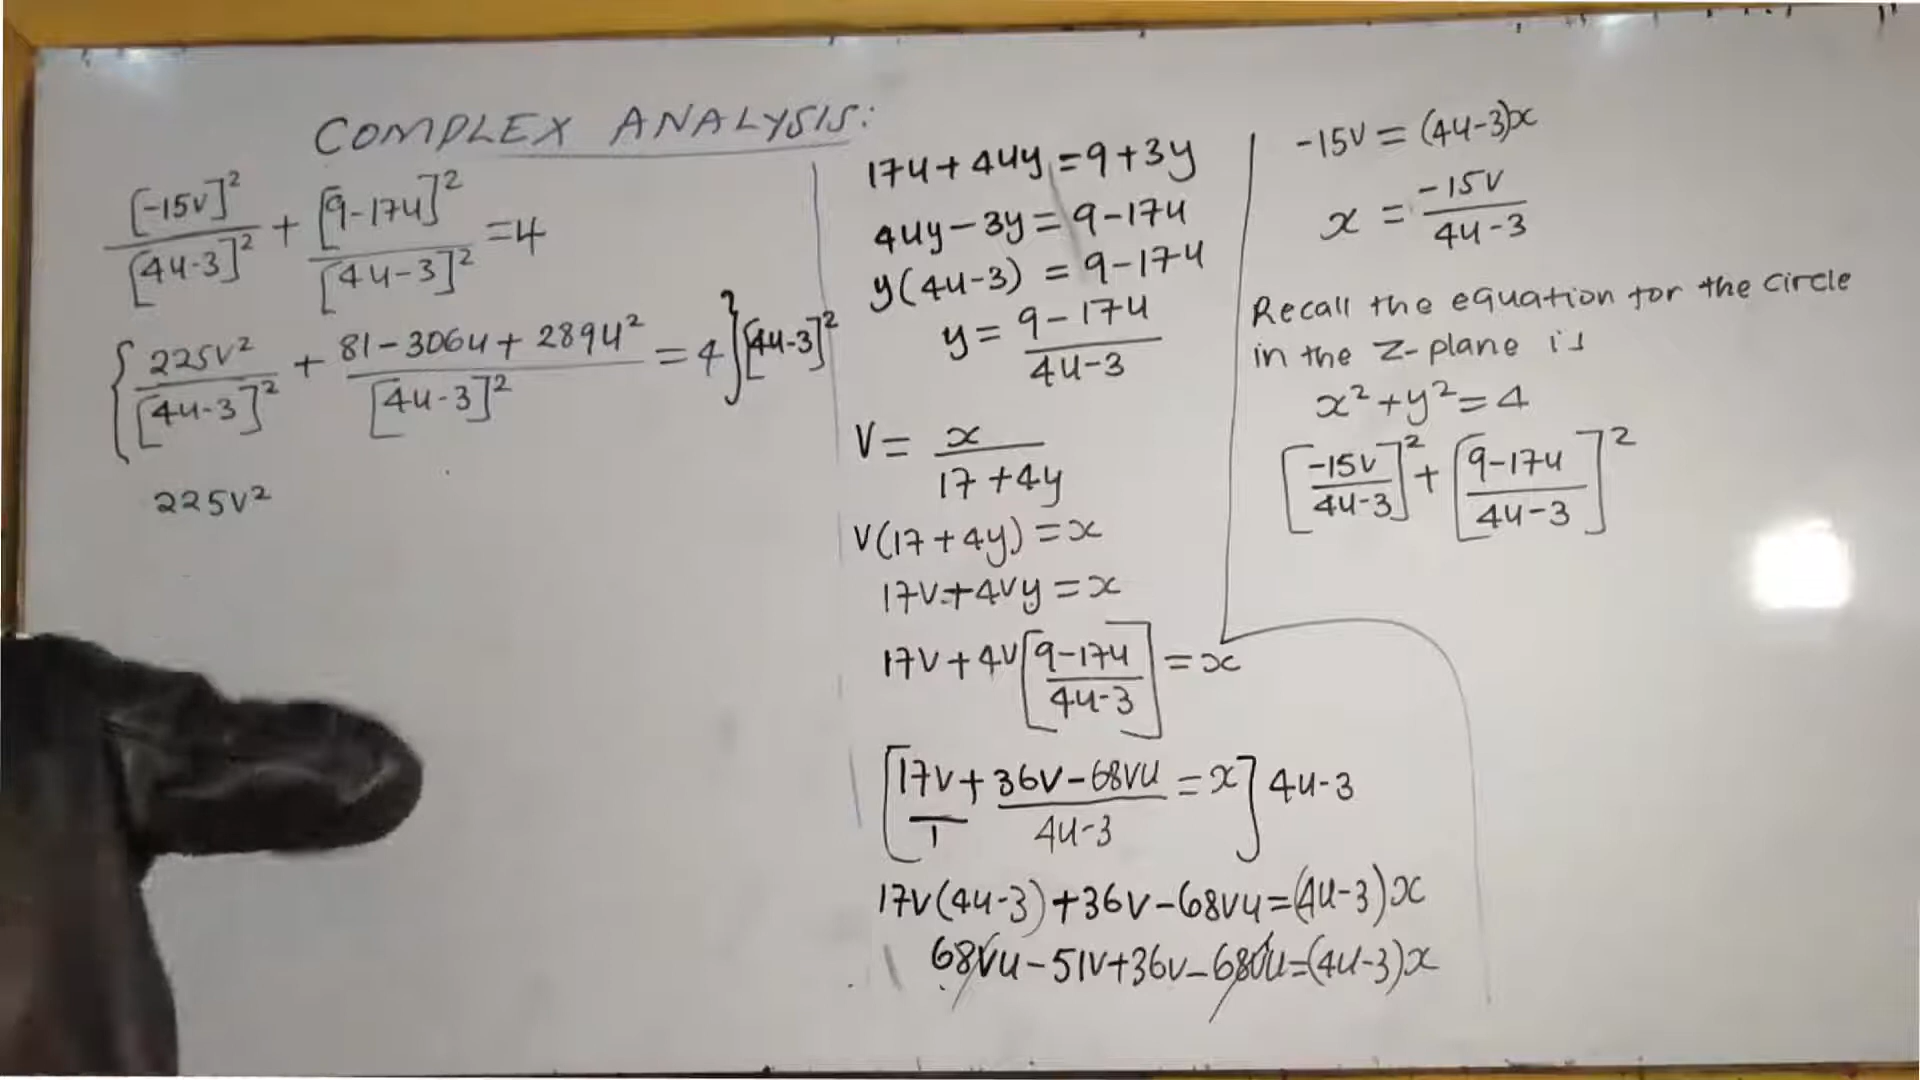 COMPLEX ANALYSIS:
[-15V]²/[4u-3]² + [9-17u]²/[4u-3]² = 4
{225V²/[4u-3]² + 81-306u+289u²/[4u-3]² = 4}[4u-3]²
225V²
17u+4uy=9+3y
4uy-3y=9-17u
y(4u-3) = 9-17u
y = 9-17u/4u-3
V = x/17+4y
V(17+4y)=x
17V+4Vy=x
17V+4V[9-17u/4u-3]=x
[17V/1 + 36V-68Vu/4u-3 = x] 4u-3
17V(4u-3)+36V-68Vu=(4u-3)x
68Vu-51V+36V-68Vu=(4u-3)x
-15V=(4u-3)x
x = -15V/4u-3
Recall the equation for the circle
in the Z-plane is
x²+y²=4
[-15V/4u-3]² + [9-17u/4u-3]²